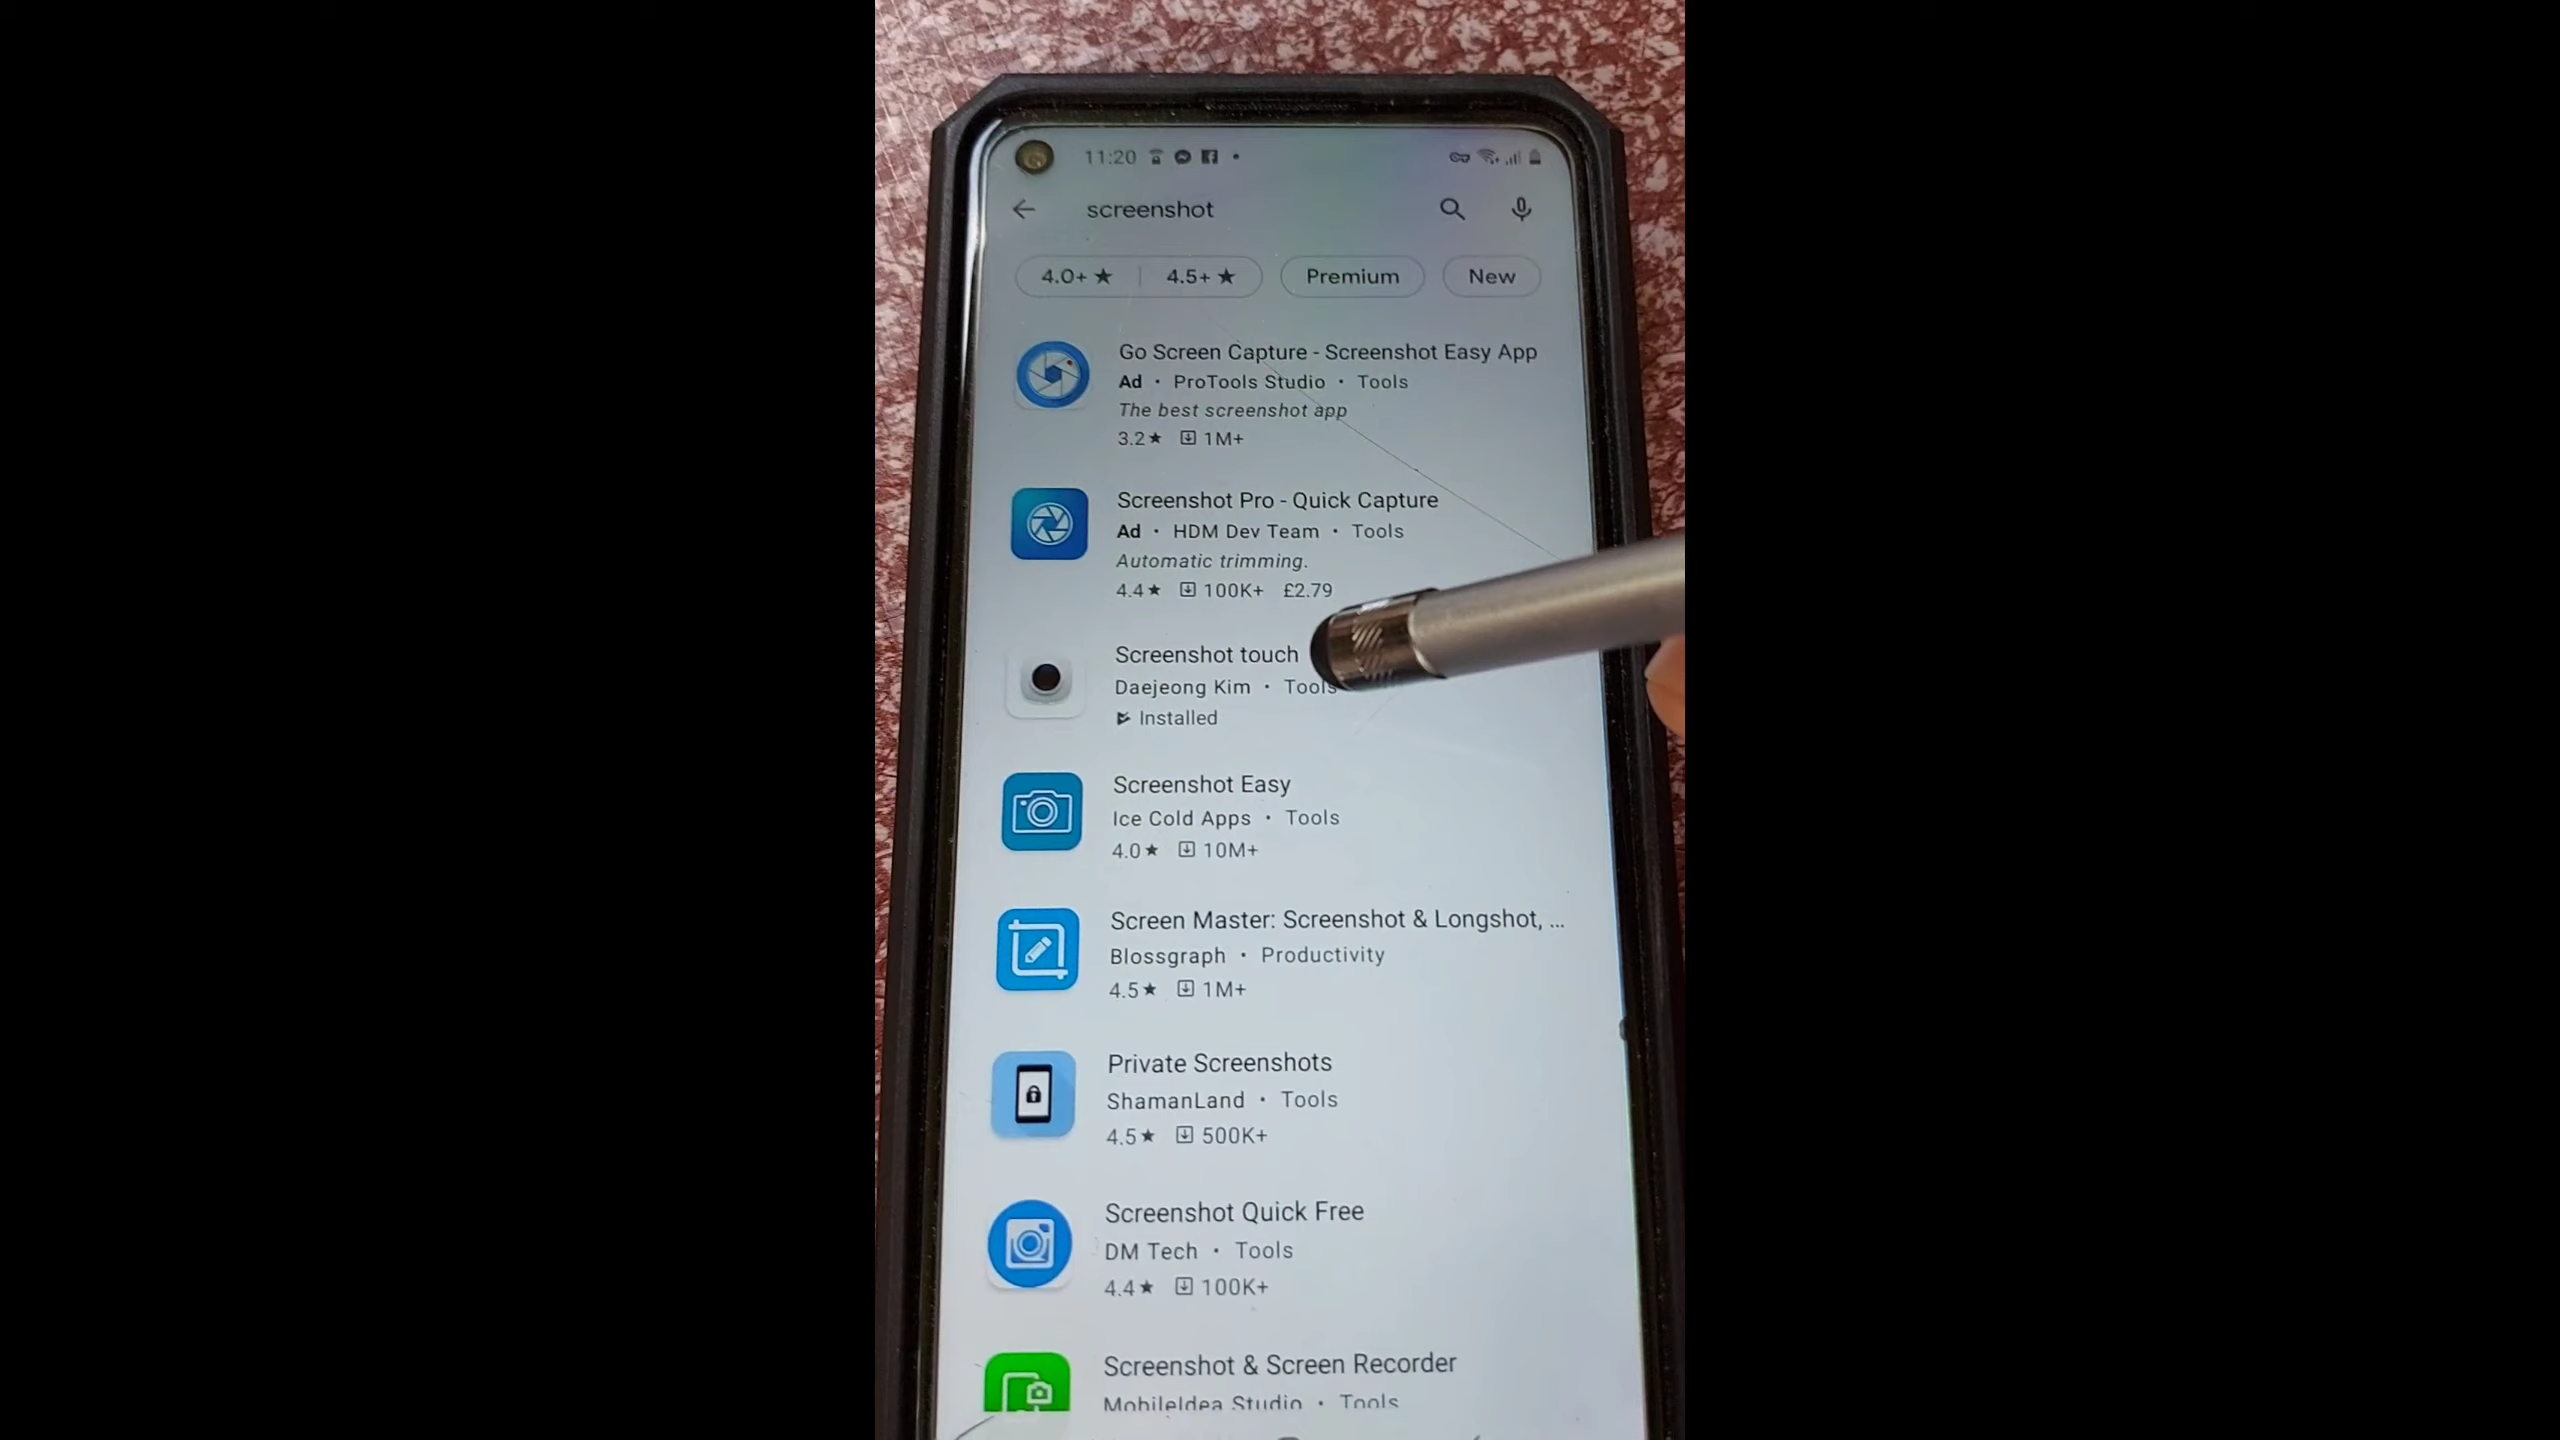 11:20
screenshot
4.0+ ★ 4.5+ ★ Premium New
Go Screen Capture - Screenshot Easy App
Ad • ProTools Studio • Tools
The best screenshot app
3.2★ 1M+
Screenshot Pro - Quick Capture
Ad • HDM Dev Team • Tools
Automatic trimming.
4.4★ 100K+ £2.79
Screenshot touch
Daejeong Kim • Tools
Installed
Screenshot Easy
Ice Cold Apps • Tools
4.0★ 10M+
Screen Master: Screenshot & Longshot, ...
Blossgraph • Productivity
4.5★ 1M+
Private Screenshots
ShamanLand • Tools
4.5★ 500K+
Screenshot Quick Free
DM Tech • Tools
4.4★ 100K+
Screenshot & Screen Recorder
MobileIdea Studio • Tools